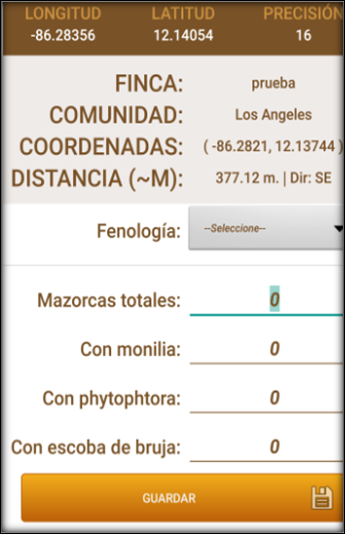 LONGITUD LATITUD PRECISIÓN
-86.28356 12.14054 16
FINCA: prueba
COMUNIDAD: Los Angeles
COORDENADAS: ( -86.2821, 12.13744 )
DISTANCIA (~M): 377.12 m. | Dir: SE
Fenología: --Seleccione--
Mazorcas totales: 0
Con monilia: 0
Con phytophtora: 0
Con escoba de bruja: 0
GUARDAR